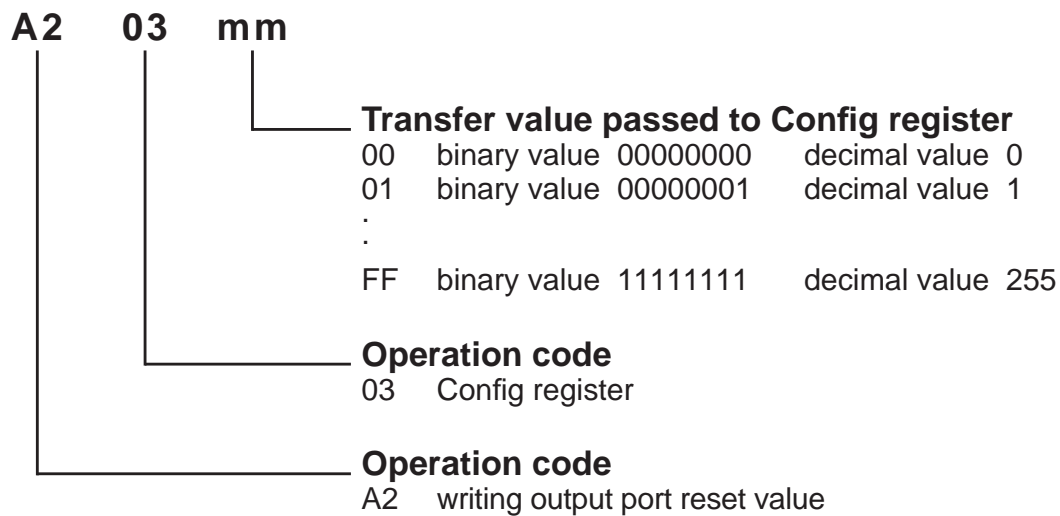 A2 03 mm
Transfer value passed to Config register
00 binary value 00000000 decimal value 0
01 binary value 00000001 decimal value 1
.
.
FF binary value 11111111 decimal value 255
Operation code
03 Config register
Operation code
A2 writing output port reset value